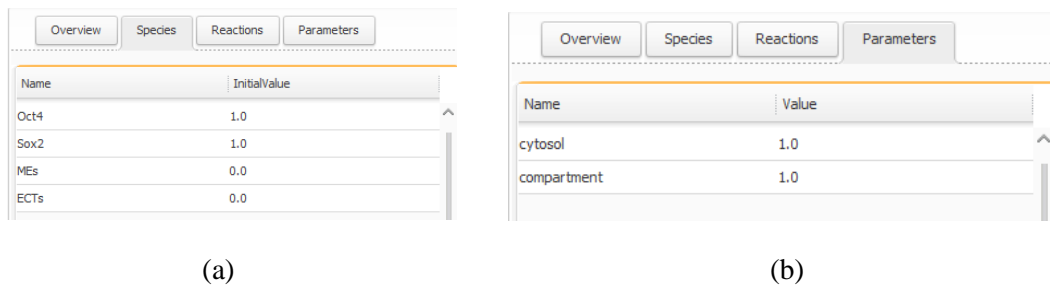 Overview Species Reactions Parameters
Name InitialValue
Oct4 1.0
Sox2 1.0
MEs 0.0
ECTs 0.0
(a)
Overview Species Reactions Parameters
Name Value
cytosol 1.0
compartment 1.0
(b)